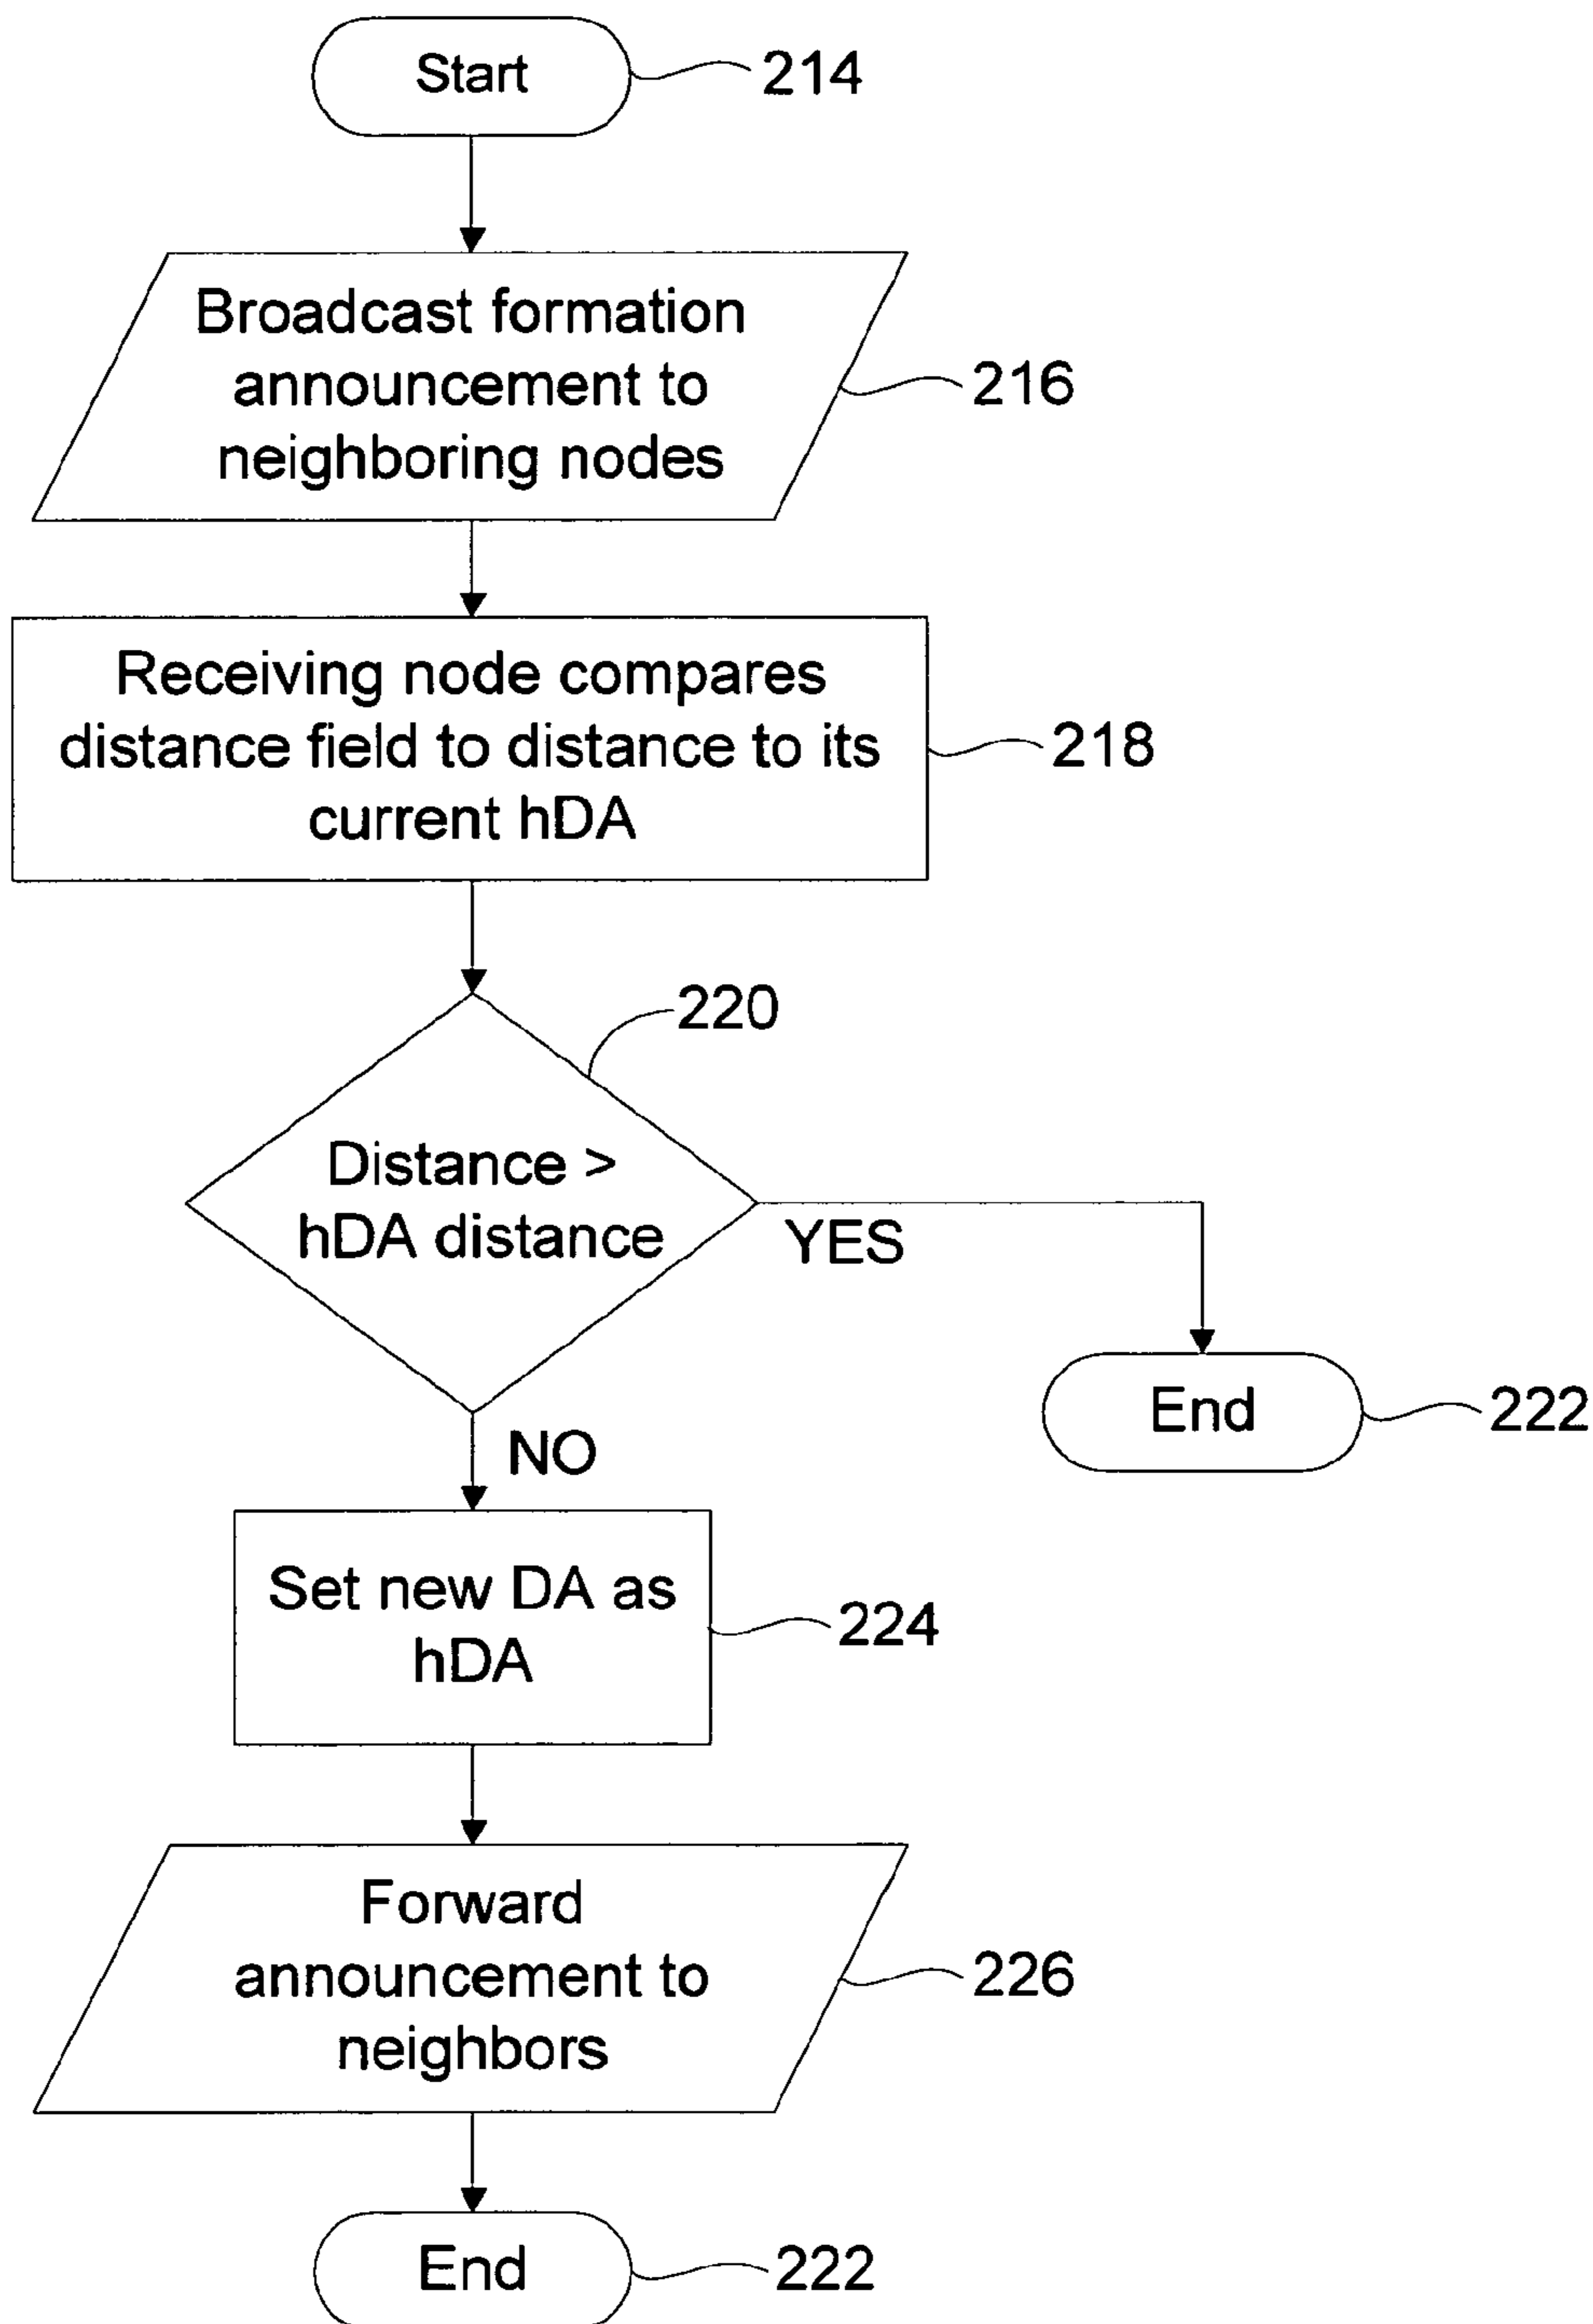 Start
214
Broadcast formation
announcement to
neighboring nodes
216
Receiving node compares
distance field to distance to its
current hDA
218
220
Distance >
hDA distance
YES
End
222
NO
Set new DA as
hDA
224
Forward
announcement to
neighbors
226
End
222